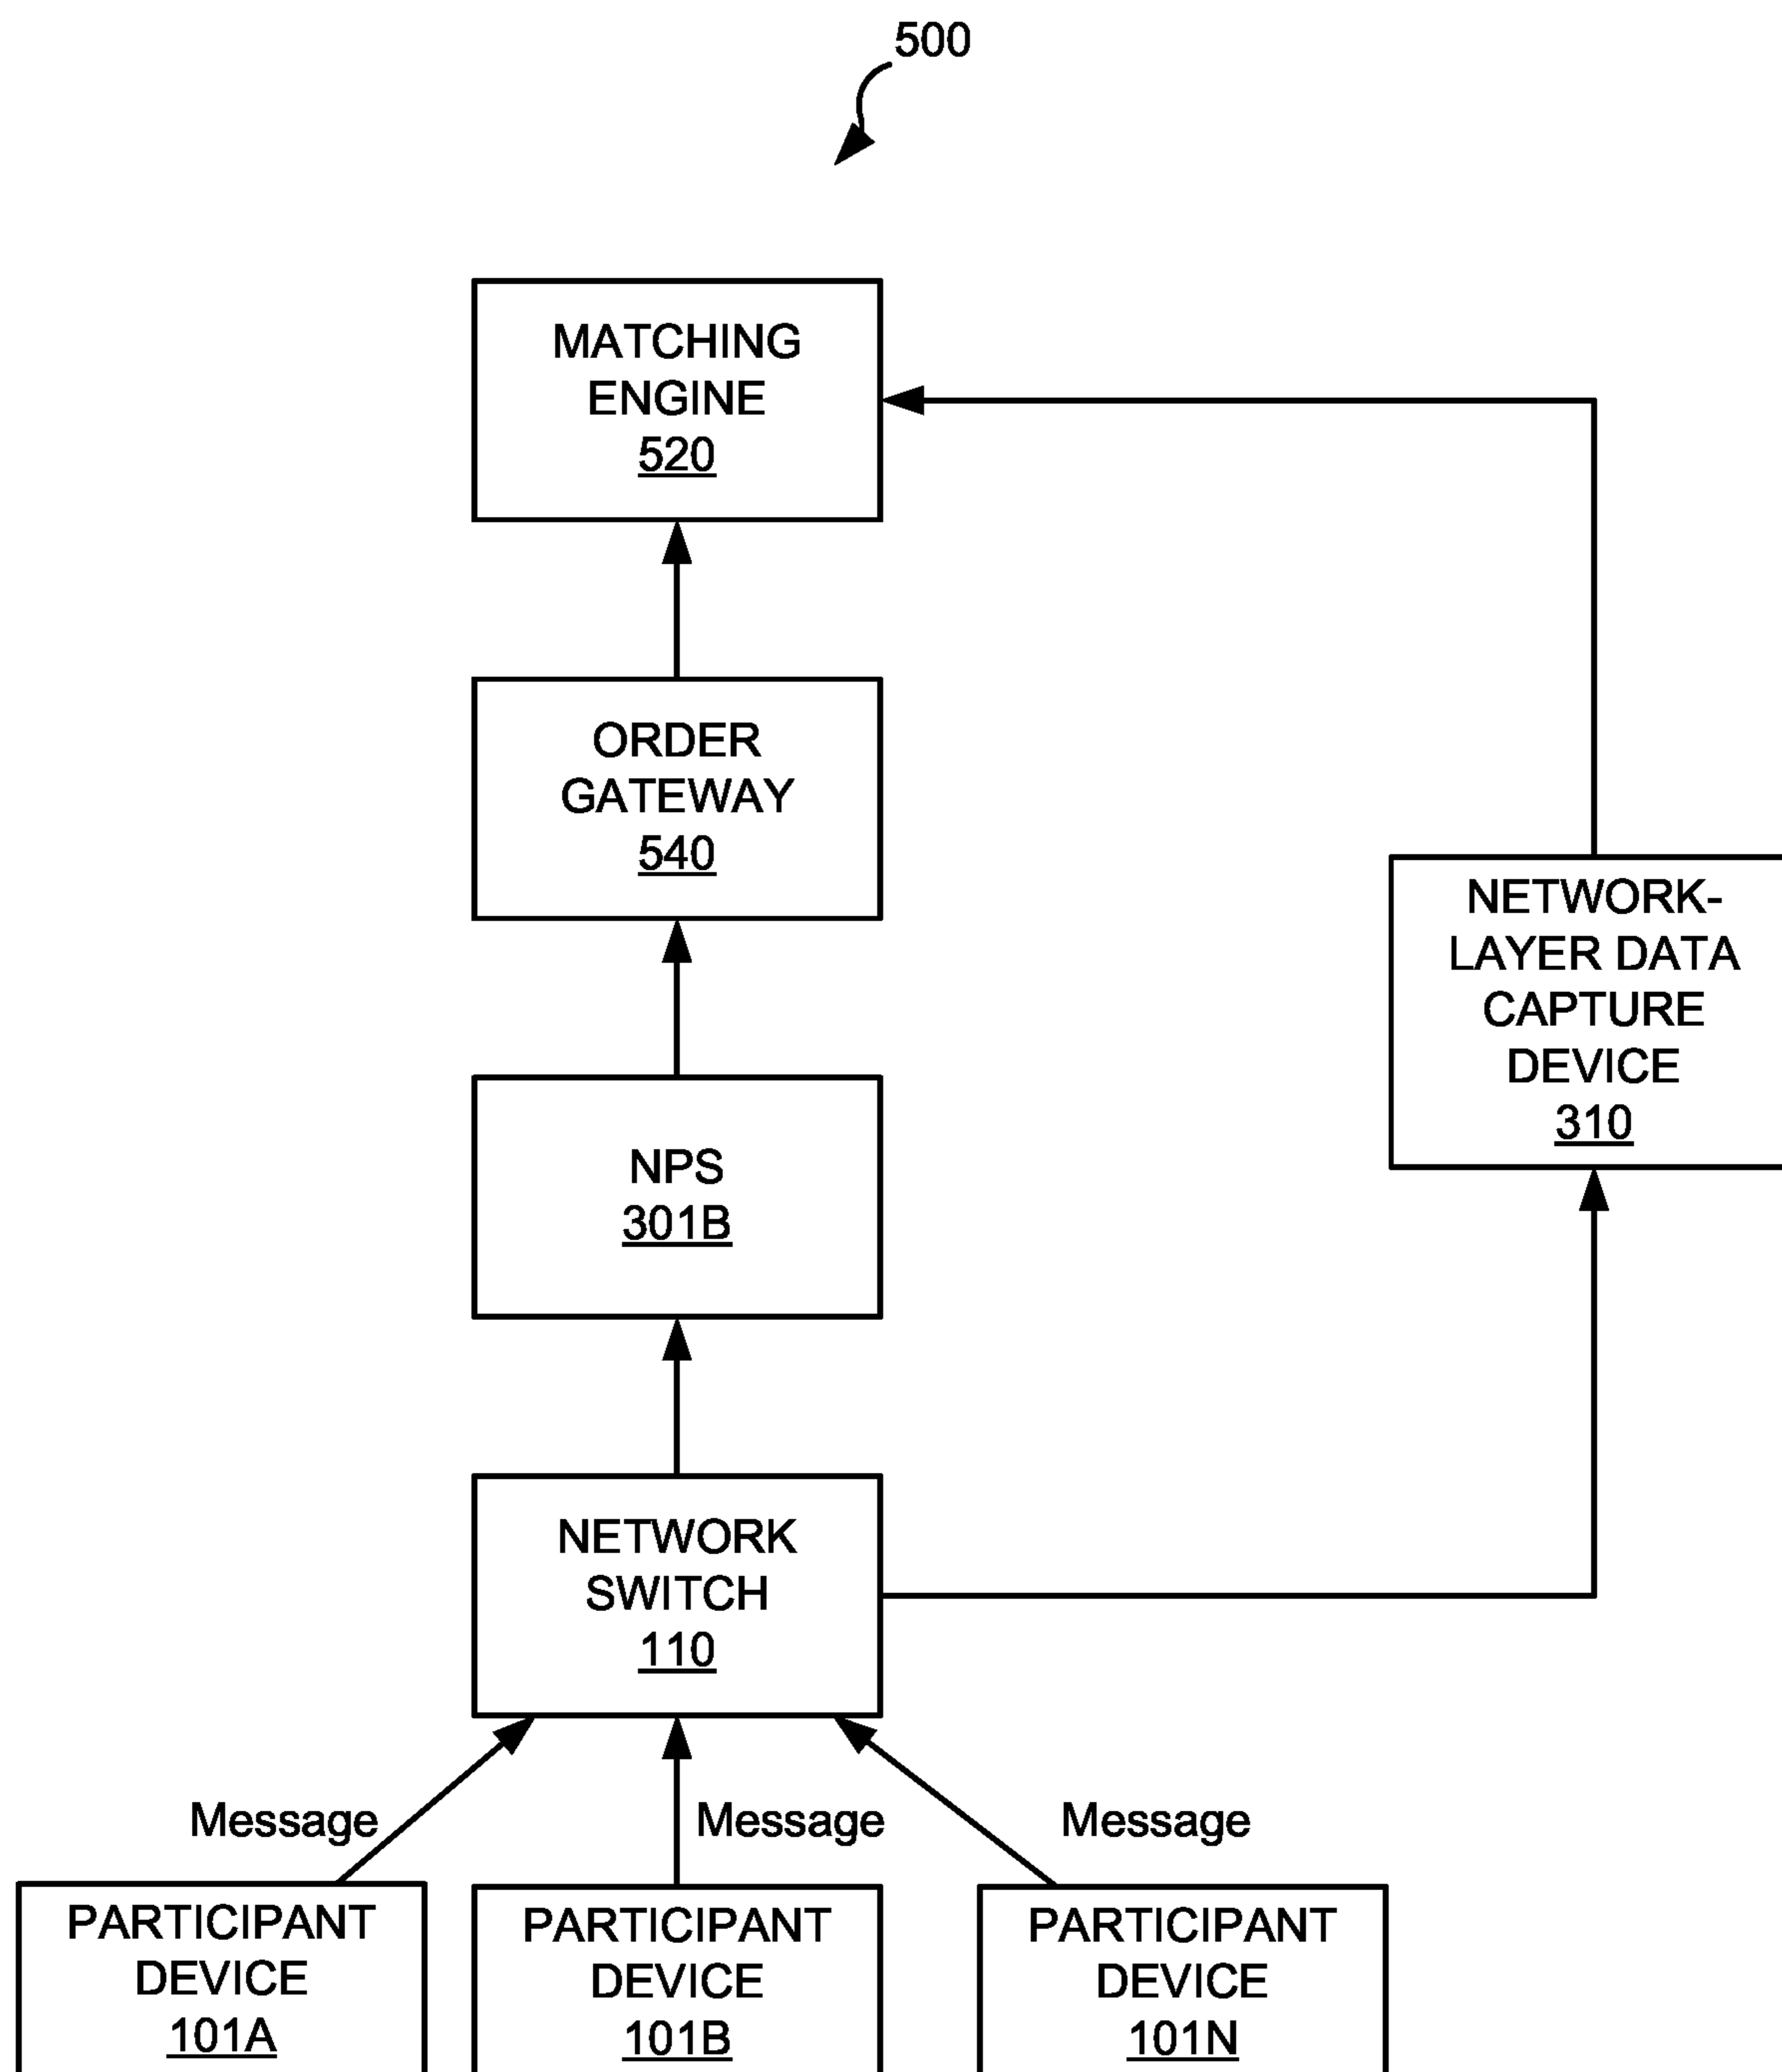 500
MATCHING
ENGINE
520
ORDER
GATEWAY
540
NETWORK-
LAYER DATA
CAPTURE
DEVICE
310
NPS
301B
NETWORK
SWITCH
110
Message
Message
Message
PARTICIPANT
DEVICE
101A
PARTICIPANT
DEVICE
101B
PARTICIPANT
DEVICE
101N